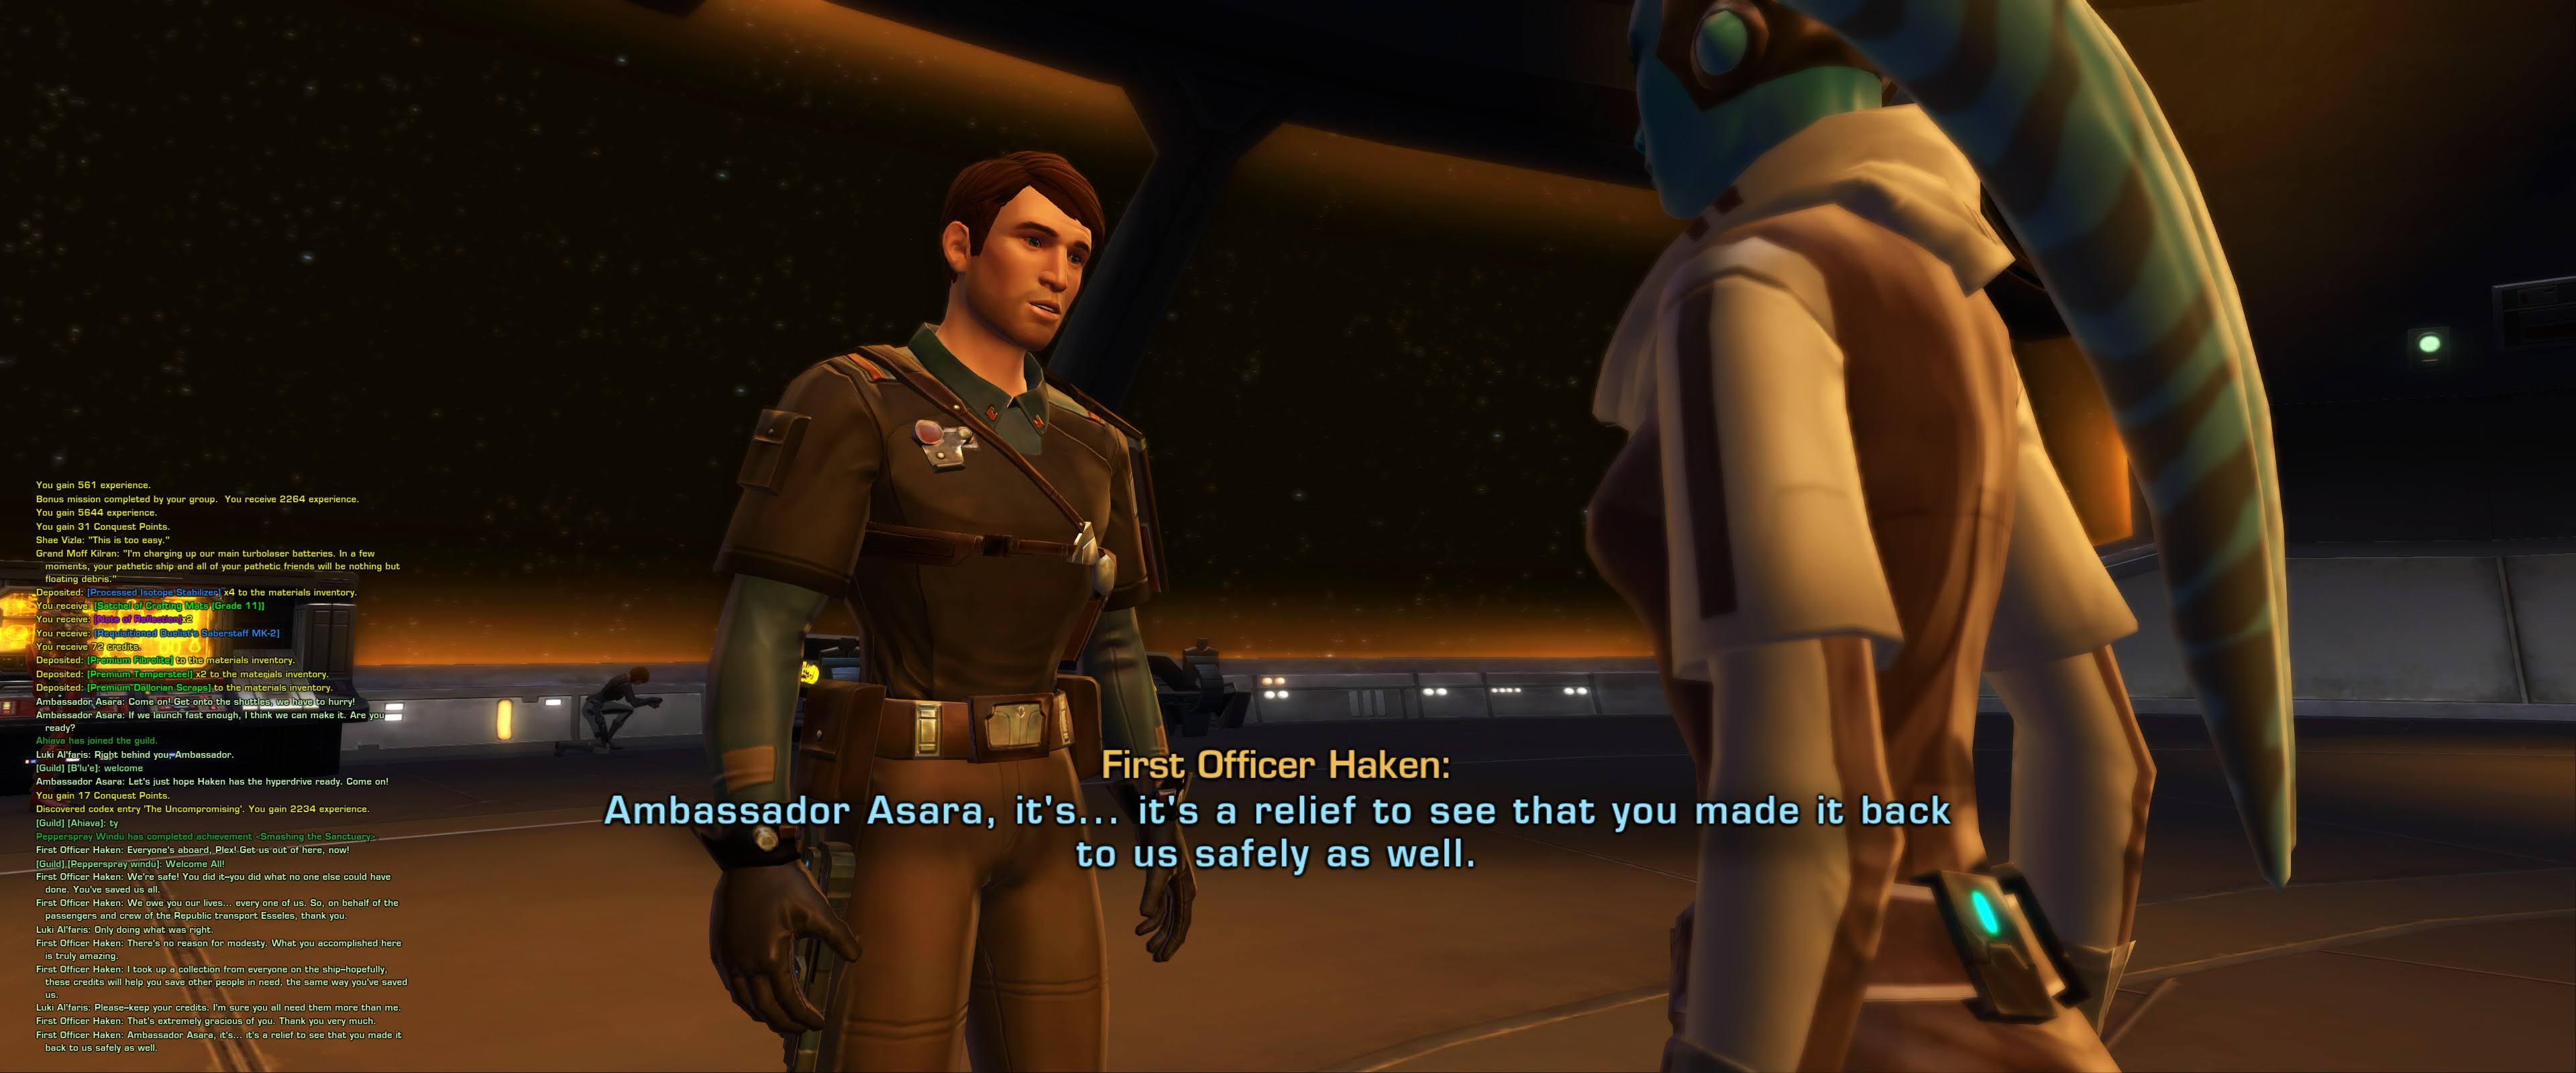 You gain 561 experience.
Bonus mission completed by your group.  You receive 2264 experience.
You gain 5644 experience.
You gain 31 Conquest Points.
Shae Vizla: "This is too easy."
Grand Moff Kilran: "I'm charging up our main turbolaser batteries. In a few
moments, your pathetic ship and all of your pathetic friends will be nothing but
floating debris."
Deposited: [Processed Isotope Stabilizer] x4 to the materials inventory.
You receive: [Satchel of Crafting Mats [Grade 11]]
You receive: [Note of Reflection]x2
You receive: [Requisitioned Duelist's Saberstaff MK-2]
You receive 72 credits.
Deposited: [Premium Fibrolite] to the materials inventory.
Deposited: [Premium Tempersteel] x2 to the materials inventory.
Deposited: [Premium Dallorian Scraps] to the materials inventory.
Ambassador Asara: Come on! Get onto the shuttles, we have to hurry!
Ambassador Asara: If we launch fast enough, I think we can make it. Are you
ready?
Ahiava has joined the guild.
Luki Al'faris: Right behind you, Ambassador.
[Guild] [B'lu'e]: welcome
Ambassador Asara: Let's just hope Haken has the hyperdrive ready. Come on!
You gain 17 Conquest Points.
Discovered codex entry 'The Uncompromising'. You gain 2234 experience.
[Guild] [Ahiava]: ty
Pepperspray Windu has completed achievement <Smashing the Sanctuary>
First Officer Haken: Everyone's aboard, Plex! Get us out of here, now!
[Guild] [Pepperspray windu]: Welcome All!
First Officer Haken: We're safe! You did it–you did what no one else could have
done. You've saved us all.
First Officer Haken: We owe you our lives... every one of us. So, on behalf of the
passengers and crew of the Republic transport Esseles, thank you.
Luki Al'faris: Only doing what was right.
First Officer Haken: There's no reason for modesty. What you accomplished here
is truly amazing.
First Officer Haken: I took up a collection from everyone on the ship–hopefully,
these credits will help you save other people in need, the same way you've saved
us.
Luki Al'faris: Please–keep your credits. I'm sure you all need them more than me.
First Officer Haken: That's extremely gracious of you. Thank you very much.
First Officer Haken: Ambassador Asara, it's... it's a relief to see that you made it
back to us safely as well.
First Officer Haken:
Ambassador Asara, it's... it's a relief to see that you made it back
to us safely as well.